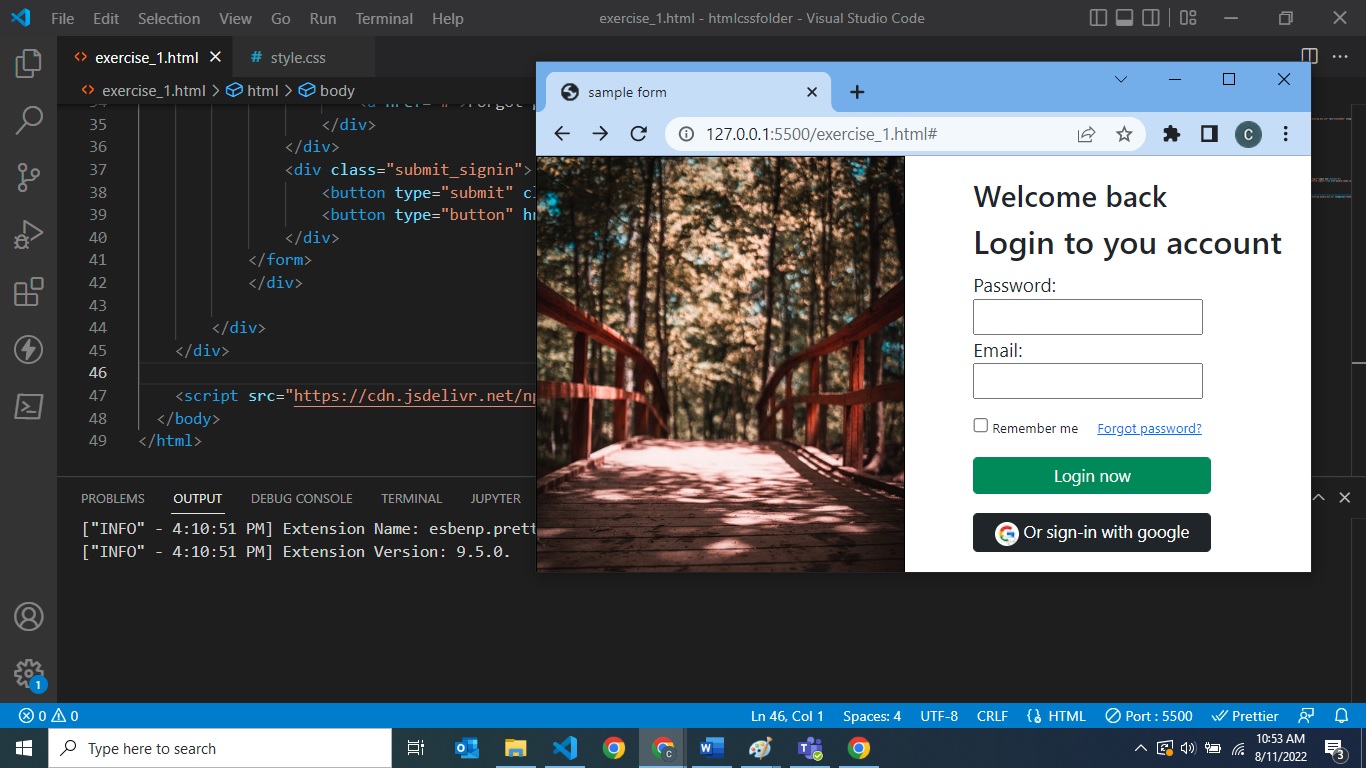 File Edit Selection View Go Run Terminal Help exercise_1.html - htmlcssfolder - Visual Studio Code
exercise_1.html # style.css
exercise_1.html > html > body
35 </div>
36 </div>
37 <div class="submit_signin">
38 <button type="submit"
39 <button type="button"
40 </div>
41 </form>
42 </div>
43
44 </div>
45 </div>
46
47 <script src="https://cdn.jsdelivr.net/
48 </body>
49 </html>
sample form
127.0.0.1:5500/exercise_1.html#
C
Welcome back
Login to you account
Password:
Email:
Remember me Forgot password?
Login now
Or sign-in with google
PROBLEMS OUTPUT DEBUG CONSOLE TERMINAL JUPYTER
["INFO" - 4:10:51 PM] Extension Name:
["INFO" - 4:10:51 PM] Extension Version: 9.5.0.
1
0 0 Ln 46, Col 1 Spaces: 4 UTF-8 CRLF HTML Port : 5500 Prettier
Type here to search
10:53 AM
8/11/2022
3